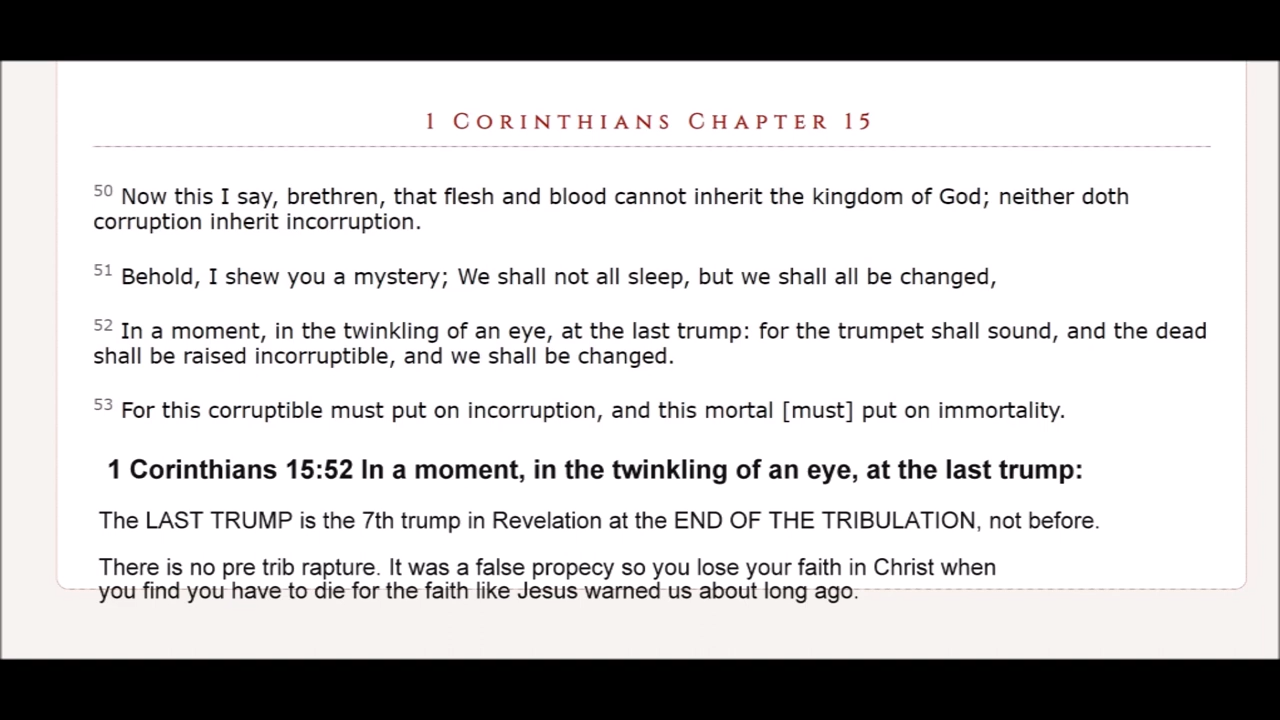 1 Corinthians Chapter 15
50 Now this I say, brethren, that flesh and blood cannot inherit the kingdom of God; neither doth
corruption inherit incorruption.
51 Behold, I shew you a mystery; We shall not all sleep, but we shall all be changed,
52 In a moment, in the twinkling of an eye, at the last trump: for the trumpet shall sound, and the dead
shall be raised incorruptible, and we shall be changed.
53 For this corruptible must put on incorruption, and this mortal [must] put on immortality.
1 Corinthians 15:52 In a moment, in the twinkling of an eye, at the last trump:
The LAST TRUMP is the 7th trump in Revelation at the END OF THE TRIBULATION, not before.
There is no pre trib rapture. It was a false propecy so you lose your faith in Christ when
you find you have to die for the faith like Jesus warned us about long ago.